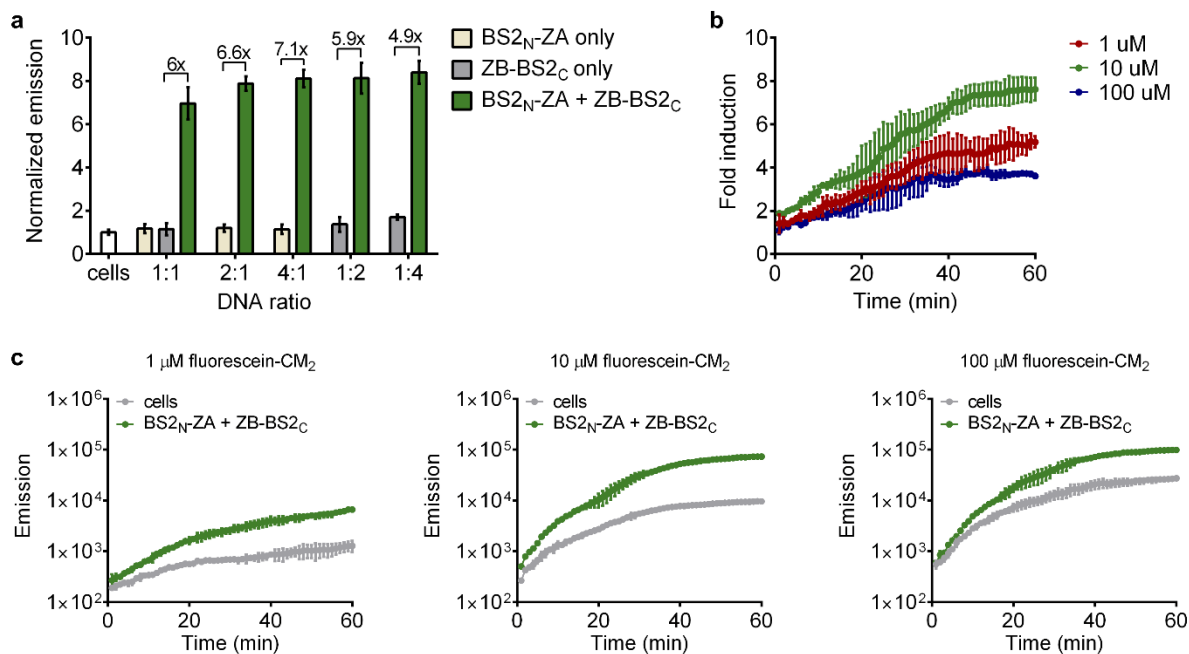 a
Normalized emission
10
8
6
4
2
0
6x
6.6x
7.1x
5.9x
4.9x
cells
1:1
2:1
4:1
1:2
1:4
DNA ratio
BS2N-ZA only
ZB-BS2C only
BS2N-ZA + ZB-BS2C
b
Fold induction
10
8
6
4
2
0
0
20
40
60
Time (min)
1 uM
10 uM
100 uM
c
1 μM fluorescein-CM2
Emission
1×10^6
1×10^5
1×10^4
1×10^3
1×10^2
cells
BS2N-ZA + ZB-BS2C
0
20
40
60
Time (min)
10 μM fluorescein-CM2
Emission
1×10^6
1×10^5
1×10^4
1×10^3
1×10^2
cells
BS2N-ZA + ZB-BS2C
0
20
40
60
Time (min)
100 μM fluorescein-CM2
Emission
1×10^6
1×10^5
1×10^4
1×10^3
1×10^2
cells
BS2N-ZA + ZB-BS2C
0
20
40
60
Time (min)